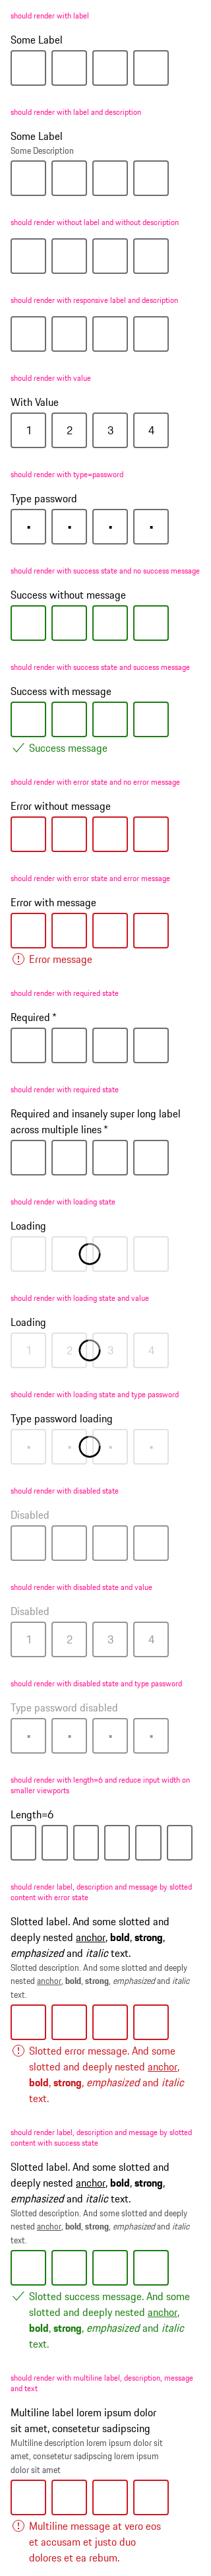 should render with label
Some Label
should render with label and description
Some Label
Some Description
should render without label and without description
should render with responsive label and description
should render with value
With Value
1 2 3 4
should render with type=password
Type password
should render with success state and no success message
Success without message
should render with success state and success message
Success with message
Success message
should render with error state and no error message
Error without message
should render with error state and error message
Error with message
Error message
should render with required state
Required *
should render with required state
Required and insanely super long label
across multiple lines *
should render with loading state
Loading
should render with loading state and value
Loading
1 2 3 4
should render with loading state and type password
Type password loading
should render with disabled state
Disabled
should render with disabled state and value
Disabled
1 2 3 4
should render with disabled state and type password
Type password disabled
should render with length=6 and reduce input width on
smaller viewports
Length=6
should render label, description and message by slotted
content with error state
Slotted label. And some slotted and
deeply nested anchor, bold, strong,
emphasized and italic text.
Slotted description. And some slotted and deeply
nested anchor, bold, strong, emphasized and italic
text.
Slotted error message. And some
slotted and deeply nested anchor,
bold, strong, emphasized and italic
text.
should render label, description and message by slotted
content with success state
Slotted label. And some slotted and
deeply nested anchor, bold, strong,
emphasized and italic text.
Slotted description. And some slotted and deeply
nested anchor, bold, strong, emphasized and italic
text.
Slotted success message. And some
slotted and deeply nested anchor,
bold, strong, emphasized and italic
text.
should render with multiline label, description, message
and text
Multiline label lorem ipsum dolor
sit amet, consetetur sadipscing
Multiline description lorem ipsum dolor sit
amet, consetetur sadipscing lorem ipsum
dolor sit amet
Multiline message at vero eos
et accusam et justo duo
dolores et ea rebum.